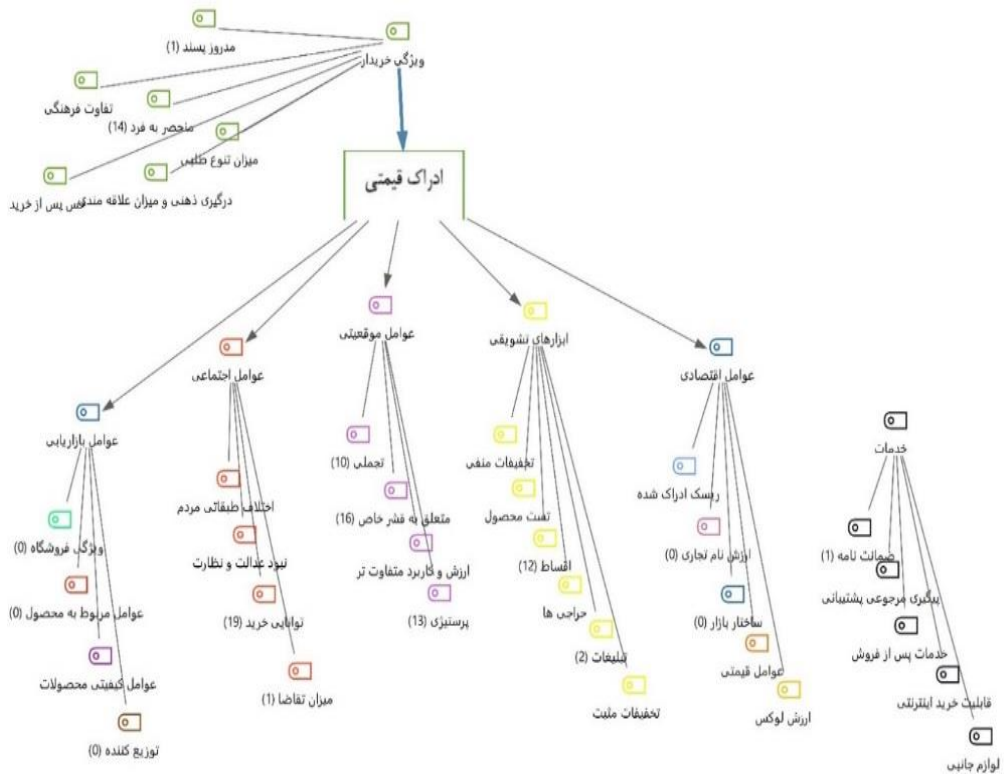 مدروز پسند (1)
ویژگی خریدار
تفاوت فرهنگی
منحصر به فرد (14)
میزان تنوع طلبی
درگیری ذهنی و میزان علاقه مندی
حس پس از خرید
ادراک قیمتی
عوامل بازاریابی
ویژگی فروشگاه (0)
عوامل مربوط به محصول (0)
عوامل کیفیتی محصولات
توزیع کننده (0)
عوامل اجتماعی
اختلاف طبقاتی مردم
نبود عدالت و نظارت
توانایی خرید (19)
میزان تقاضا (1)
عوامل موقعیتی
تجملی (10)
متعلق به قشر خاص (16)
ارزش و کاربرد متفاوت تر
پرستیژی (13)
ابزارهای تشویقی
تخفیفات منفی
تست محصول
اقساط (12)
حراجی ها
تبلیغات (2)
تخفیفات مثبت
عوامل اقتصادی
ریسک ادراک شده
ارزش نام تجاری (0)
ساختار بازار (0)
عوامل قیمتی
ارزش لوکس
خدمات
ضمانت نامه (1)
پیگیری مرجوعی پشتیبانی
خدمات پس از فروش
قابلیت خرید اینترنتی
لوازم جانبی